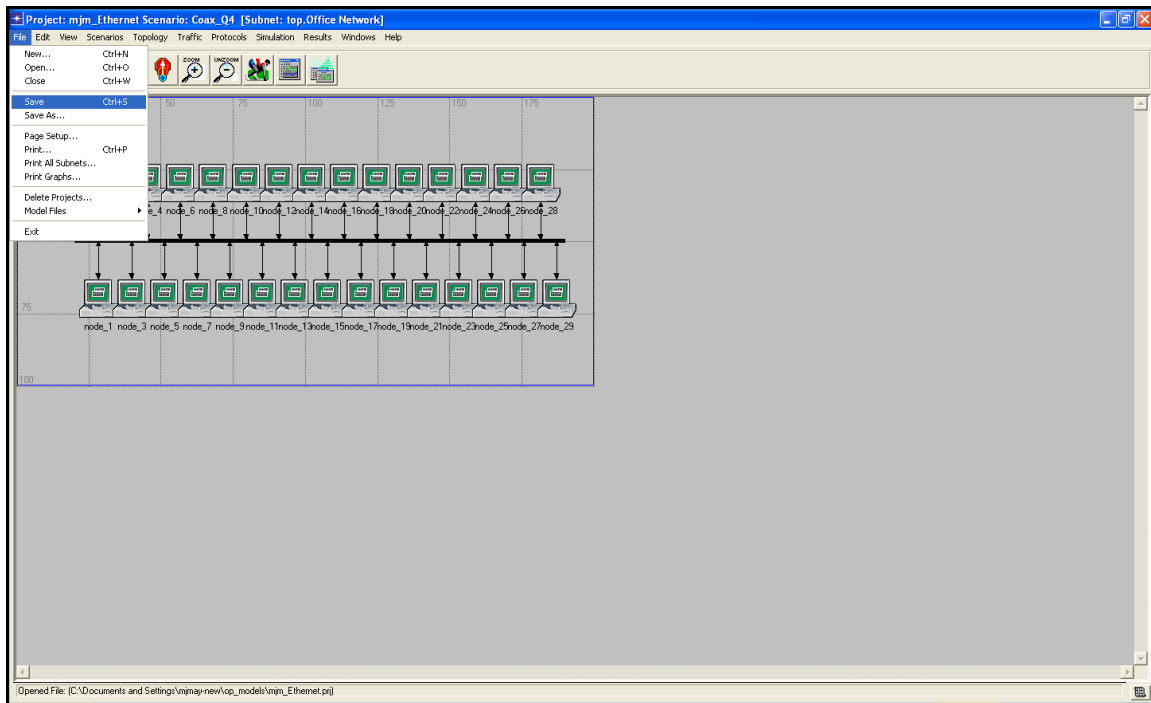 Project: mjm_Ethernet Scenario: Coax_Q4 [Subnet: top.Office Network]
File Edit View Scenarios Topology Traffic Protocols Simulation Results Windows Help
New... Ctrl+N
Open... Ctrl+O
Close Ctrl+W
Save Ctrl+S
Save As...
Page Setup...
Print... Ctrl+P
Print All Subnets...
Print Graphs...
Delete Projects...
Model Files
Exit
ZOOM UNZOOM
50 75 100 125 150 175
e_4 node_6 node_8 node_10 node_12 node_14 node_16 node_18 node_20 node_22 node_24 node_26 node_28
75
node_1 node_3 node_5 node_7 node_9 node_11 node_13 node_15 node_17 node_19 node_21 node_23 node_25 node_27 node_29
100
Opened File: (C:\Documents and Settings\mjmay-new\op_models\mjm_Ethernet.prj)